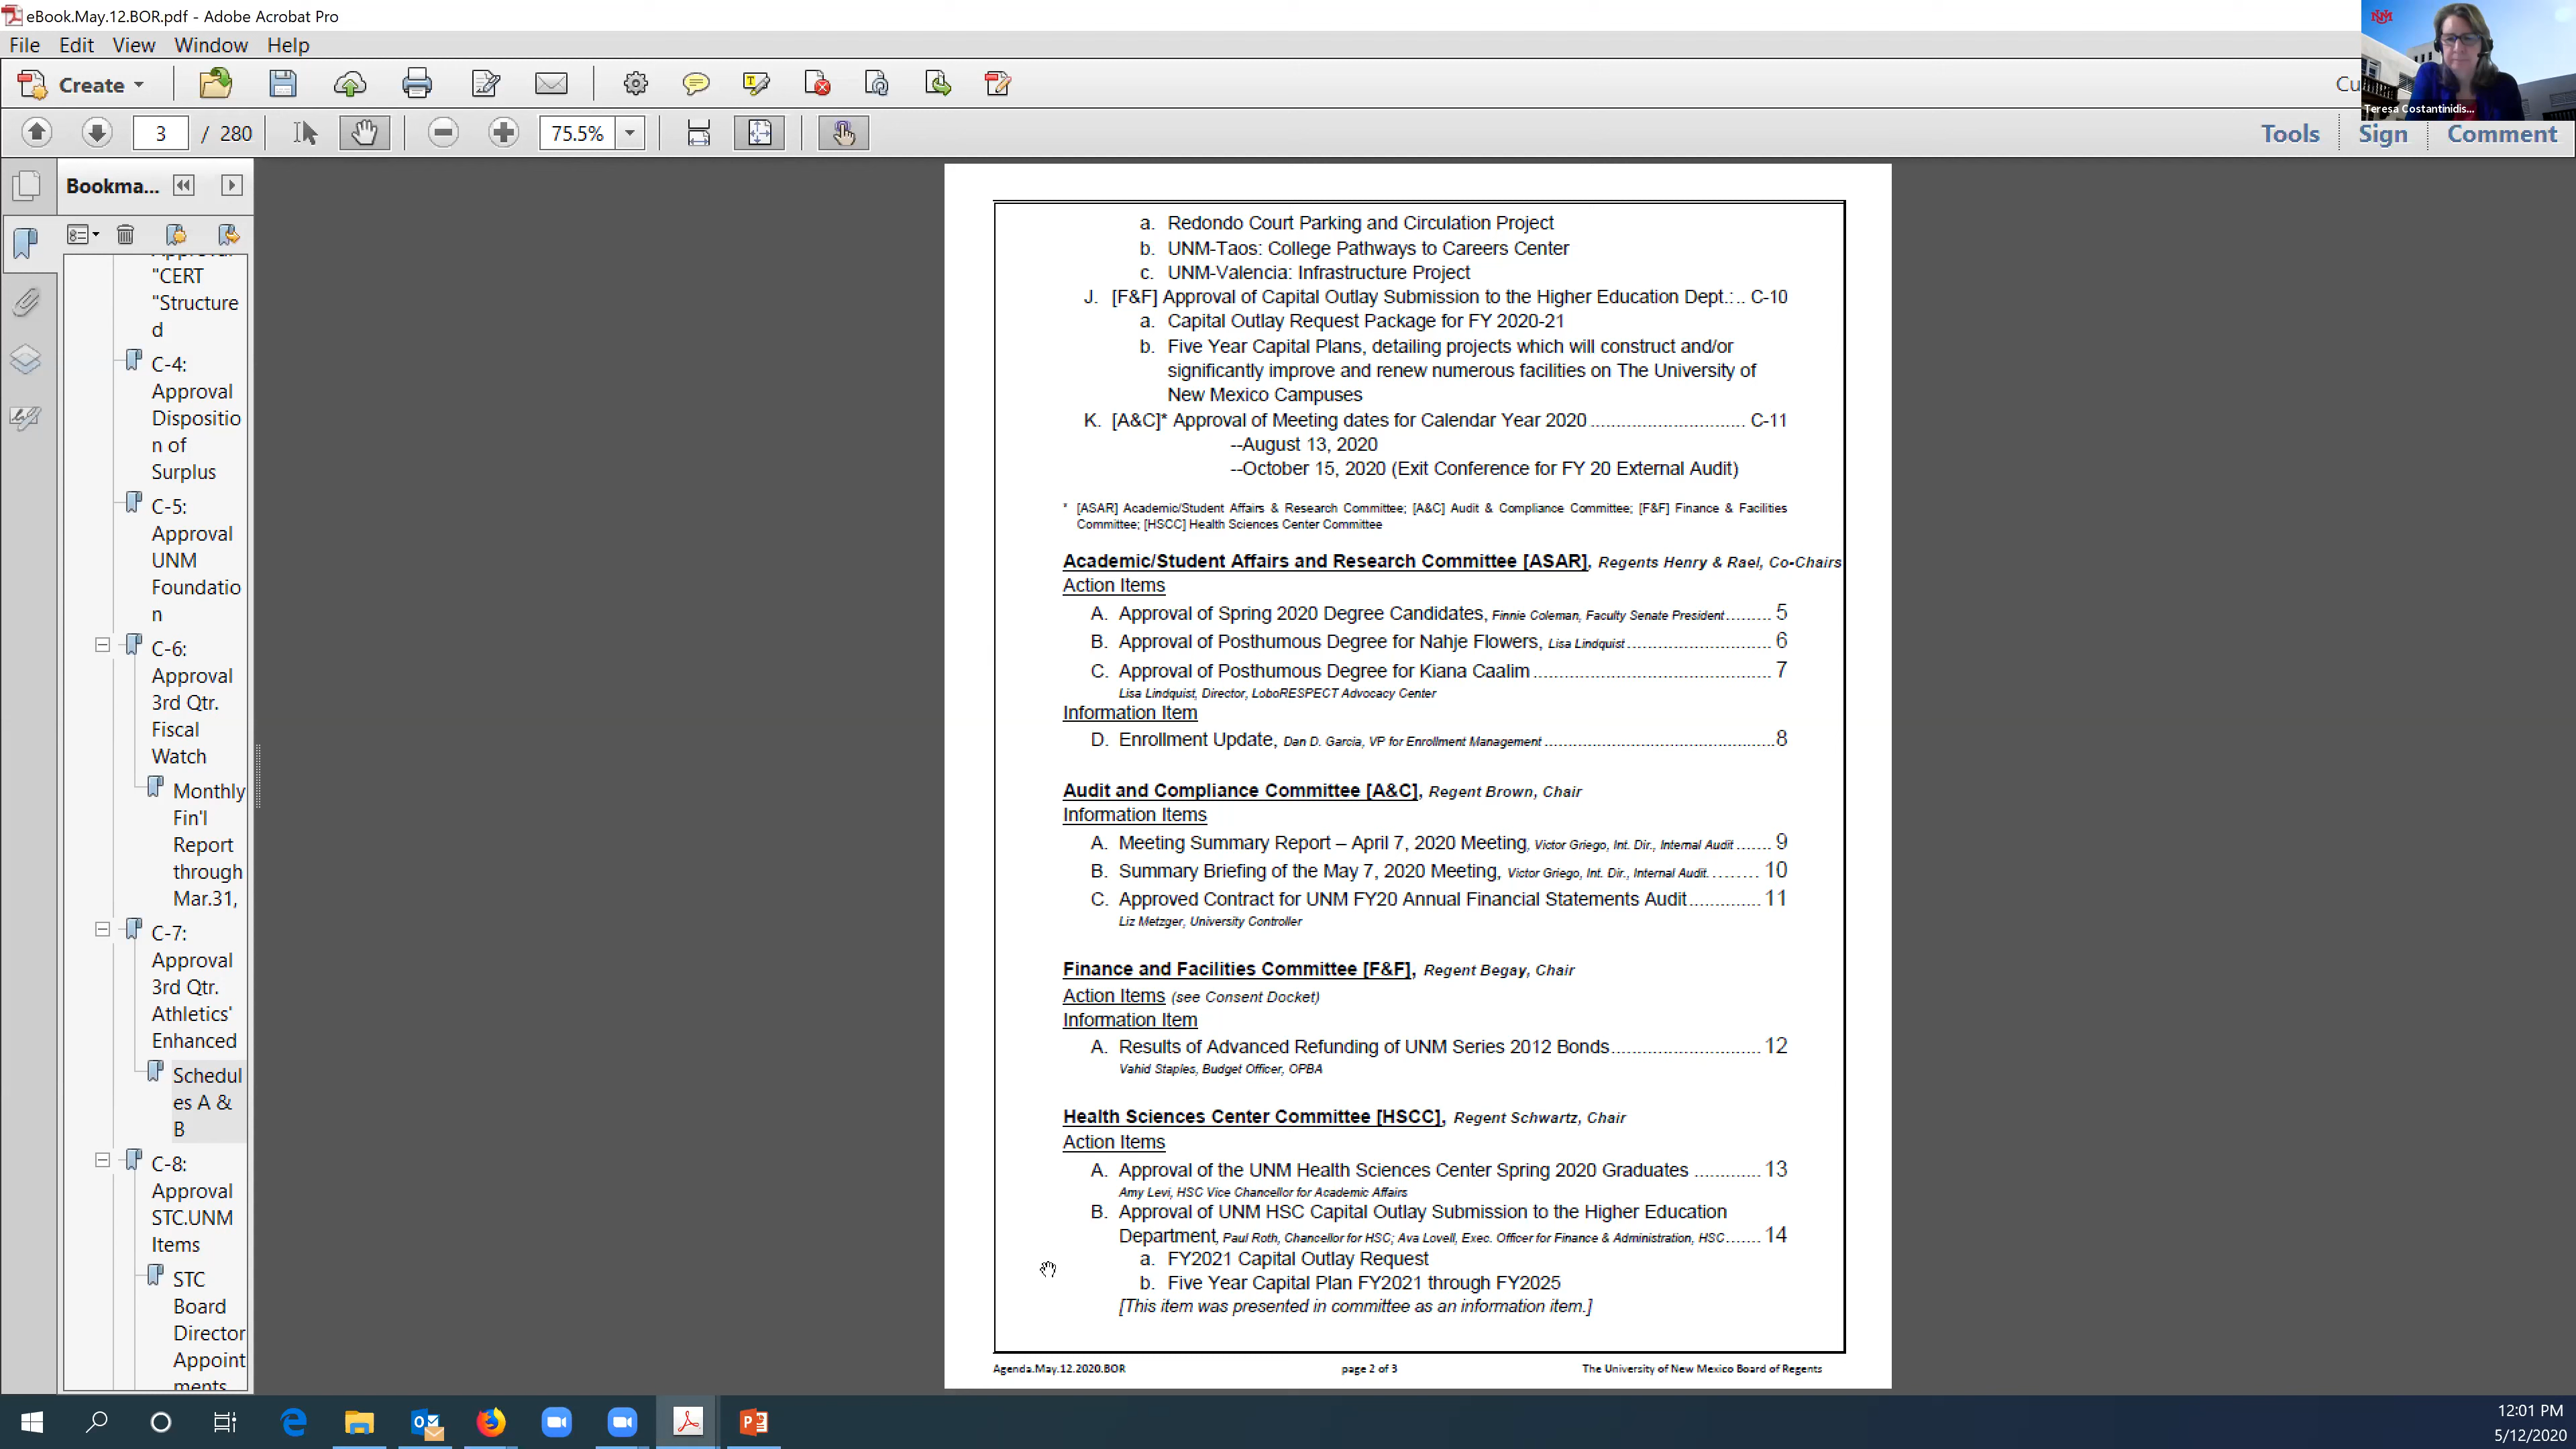 eBook.May.12.BOR.pdf - Adobe Acrobat Pro
File Edit View Window Help
Create
Teresa Costantinidis...
3 / 280
75.5%
Tools Sign Comment
Bookma...
"CERT
"Structure
d
C-4:
Approval
Dispositio
n of
Surplus
C-5:
Approval
UNM
Foundatio
n
C-6:
Approval
3rd Qtr.
Fiscal
Watch
Monthly
Fin'l
Report
through
Mar.31,
C-7:
Approval
3rd Qtr.
Athletics'
Enhanced
Schedul
es A &
B
C-8:
Approval
STC.UNM
Items
STC
Board
Director
Appoint
ments
a. Redondo Court Parking and Circulation Project
b. UNM-Taos: College Pathways to Careers Center
c. UNM-Valencia: Infrastructure Project
J. [F&F] Approval of Capital Outlay Submission to the Higher Education Dept.:.. C-10
a. Capital Outlay Request Package for FY 2020-21
b. Five Year Capital Plans, detailing projects which will construct and/or
significantly improve and renew numerous facilities on The University of
New Mexico Campuses
K. [A&C]* Approval of Meeting dates for Calendar Year 2020 ............................ C-11
--August 13, 2020
--October 15, 2020 (Exit Conference for FY 20 External Audit)
* [ASAR] Academic/Student Affairs & Research Committee; [A&C] Audit & Compliance Committee; [F&F] Finance & Facilities
Committee; [HSCC] Health Sciences Center Committee
Academic/Student Affairs and Research Committee [ASAR], Regents Henry & Rael, Co-Chairs
Action Items
A. Approval of Spring 2020 Degree Candidates, Finnie Coleman, Faculty Senate President......... 5
B. Approval of Posthumous Degree for Nahje Flowers, Lisa Lindquist............................ 6
C. Approval of Posthumous Degree for Kiana Caalim ............................................ 7
Lisa Lindquist, Director, LoboRESPECT Advocacy Center
Information Item
D. Enrollment Update, Dan D. Garcia, VP for Enrollment Management .............................................8
Audit and Compliance Committee [A&C], Regent Brown, Chair
Information Items
A. Meeting Summary Report – April 7, 2020 Meeting, Victor Griego, Int. Dir., Internal Audit ....... 9
B. Summary Briefing of the May 7, 2020 Meeting, Victor Griego, Int. Dir., Internal Audit.......... 10
C. Approved Contract for UNM FY20 Annual Financial Statements Audit............. 11
Liz Metzger, University Controller
Finance and Facilities Committee [F&F], Regent Begay, Chair
Action Items (see Consent Docket)
Information Item
A. Results of Advanced Refunding of UNM Series 2012 Bonds............................ 12
Vahid Staples, Budget Officer, OPBA
Health Sciences Center Committee [HSCC], Regent Schwartz, Chair
Action Items
A. Approval of the UNM Health Sciences Center Spring 2020 Graduates ............ 13
Amy Levi, HSC Vice Chancellor for Academic Affairs
B. Approval of UNM HSC Capital Outlay Submission to the Higher Education
Department, Paul Roth, Chancellor for HSC; Ava Lovell, Exec. Officer for Finance & Administration, HSC....... 14
a. FY2021 Capital Outlay Request
b. Five Year Capital Plan FY2021 through FY2025
[This item was presented in committee as an information item.]
Agenda.May.12.2020.BOR page 2 of 3 The University of New Mexico Board of Regents
12:01 PM
5/12/2020